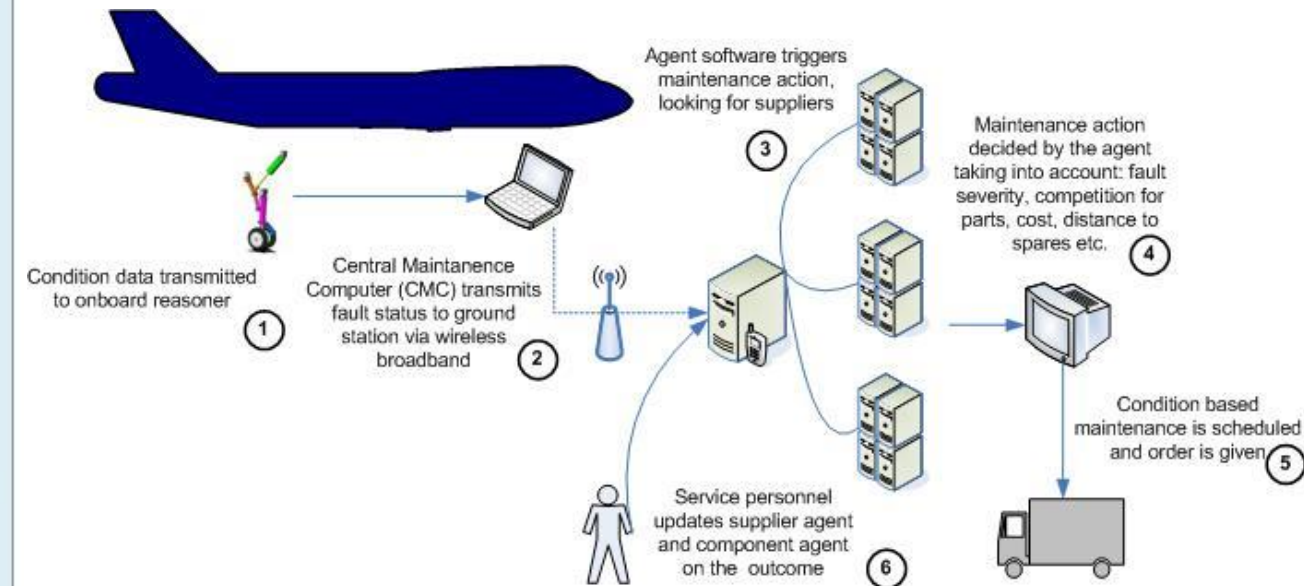 Agent software triggers
maintenance action,
looking for suppliers
3
Maintenance action
decided by the agent
taking into account: fault
severity, competition for
parts, cost, distance to
spares etc.
4
Condition data transmitted
to onboard reasoner
1
Central Maintanence
Computer (CMC) transmits
fault status to ground
station via wireless
broadband
2
Condition based
maintenance is scheduled
and order is given
5
Service personnel
updates supplier agent
and component agent
on the outcome
6